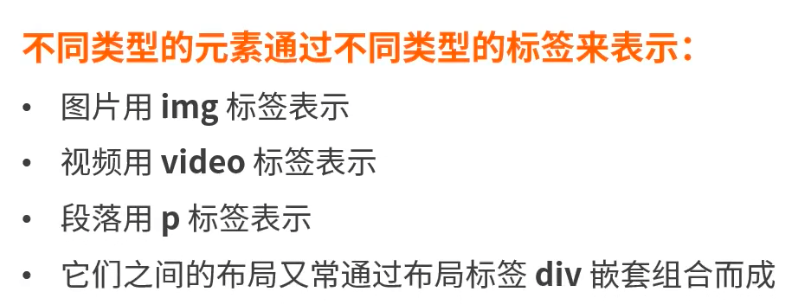 不同类型的元素通过不同类型的标签来表示：
• 图片用 img 标签表示
• 视频用 video 标签表示
• 段落用 p 标签表示
• 它们之间的布局又常通过布局标签 div 嵌套组合而成